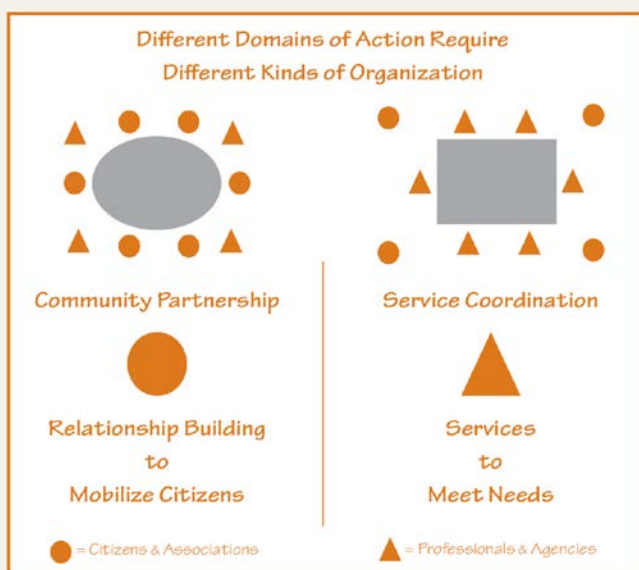 Different Domains of Action Require
Different Kinds of Organization
Community Partnership
Relationship Building
to
Mobilize Citizens
= Citizens & Associations
Service Coordination
Services
to
Meet Needs
= Professionals & Agencies